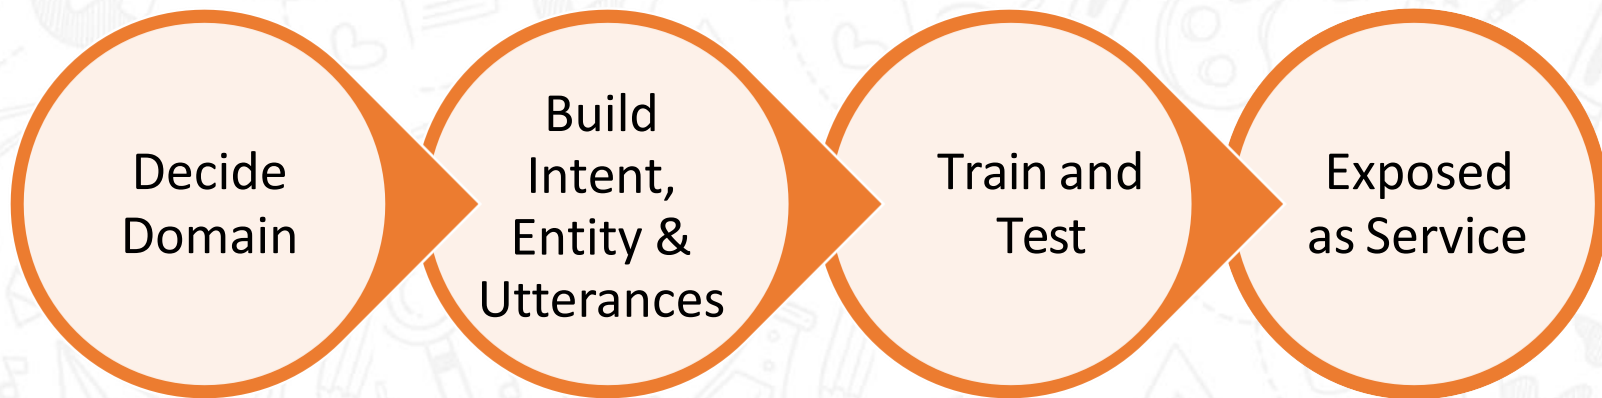 Decide
Domain
Build
Intent,
Entity &
Utterances
Train and
Test
Exposed
as Service